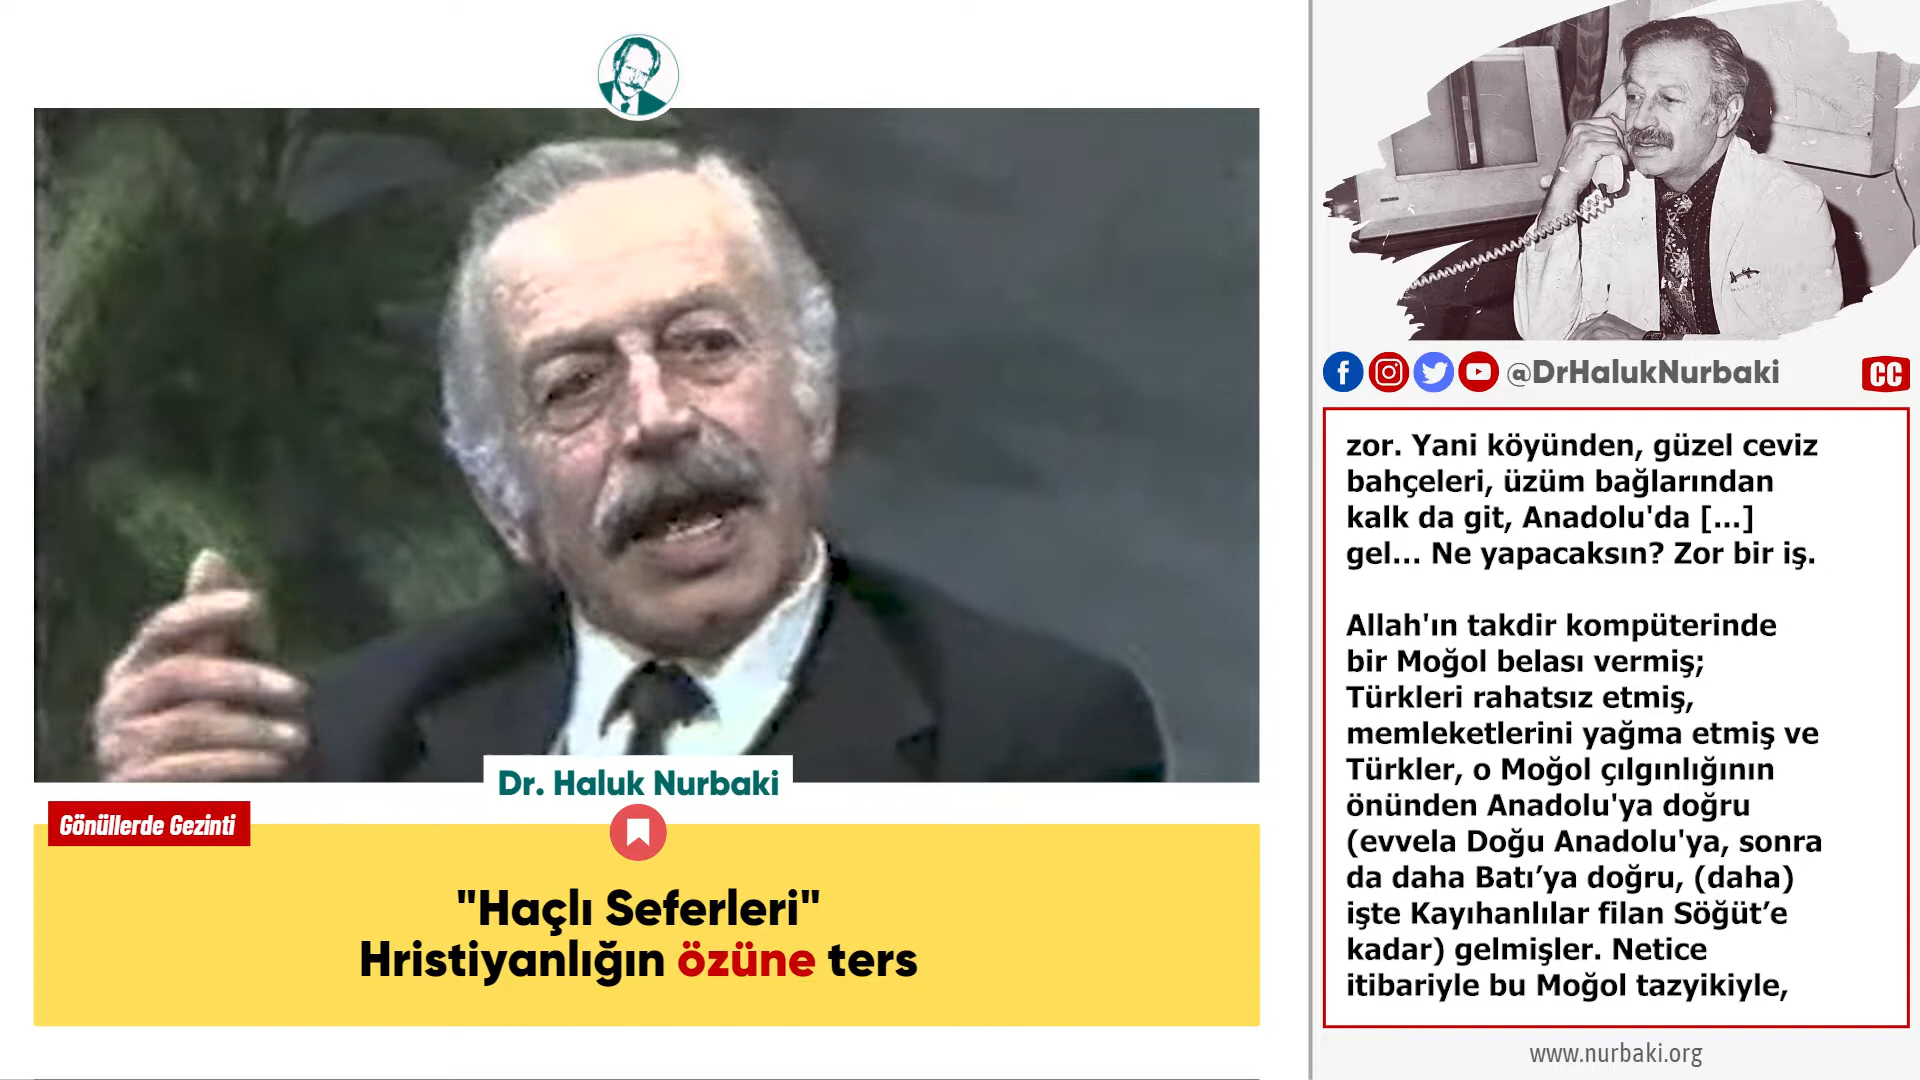 Dr. Haluk Nurbaki
Gönüllerde Gezinti
"Haçlı Seferleri"
Hristiyanlığın özüne ters
@DrHalukNurbaki
CC
zor. Yani köyünden, güzel ceviz
bahçeleri, üzüm bağlarından
kalk da git, Anadolu'da [...]
gel... Ne yapacaksın? Zor bir iş.
Allah'ın takdir kompüterinde
bir Moğol belası vermiş;
Türkleri rahatsız etmiş,
memleketlerini yağma etmiş ve
Türkler, o Moğol çılgınlığının
önünden Anadolu'ya doğru
(evvela Doğu Anadolu'ya, sonra
da daha Batı’ya doğru, (daha)
işte Kayıhanlılar filan Söğüt’e
kadar) gelmişler. Netice
itibariyle bu Moğol tazyikiyle,
www.nurbaki.org